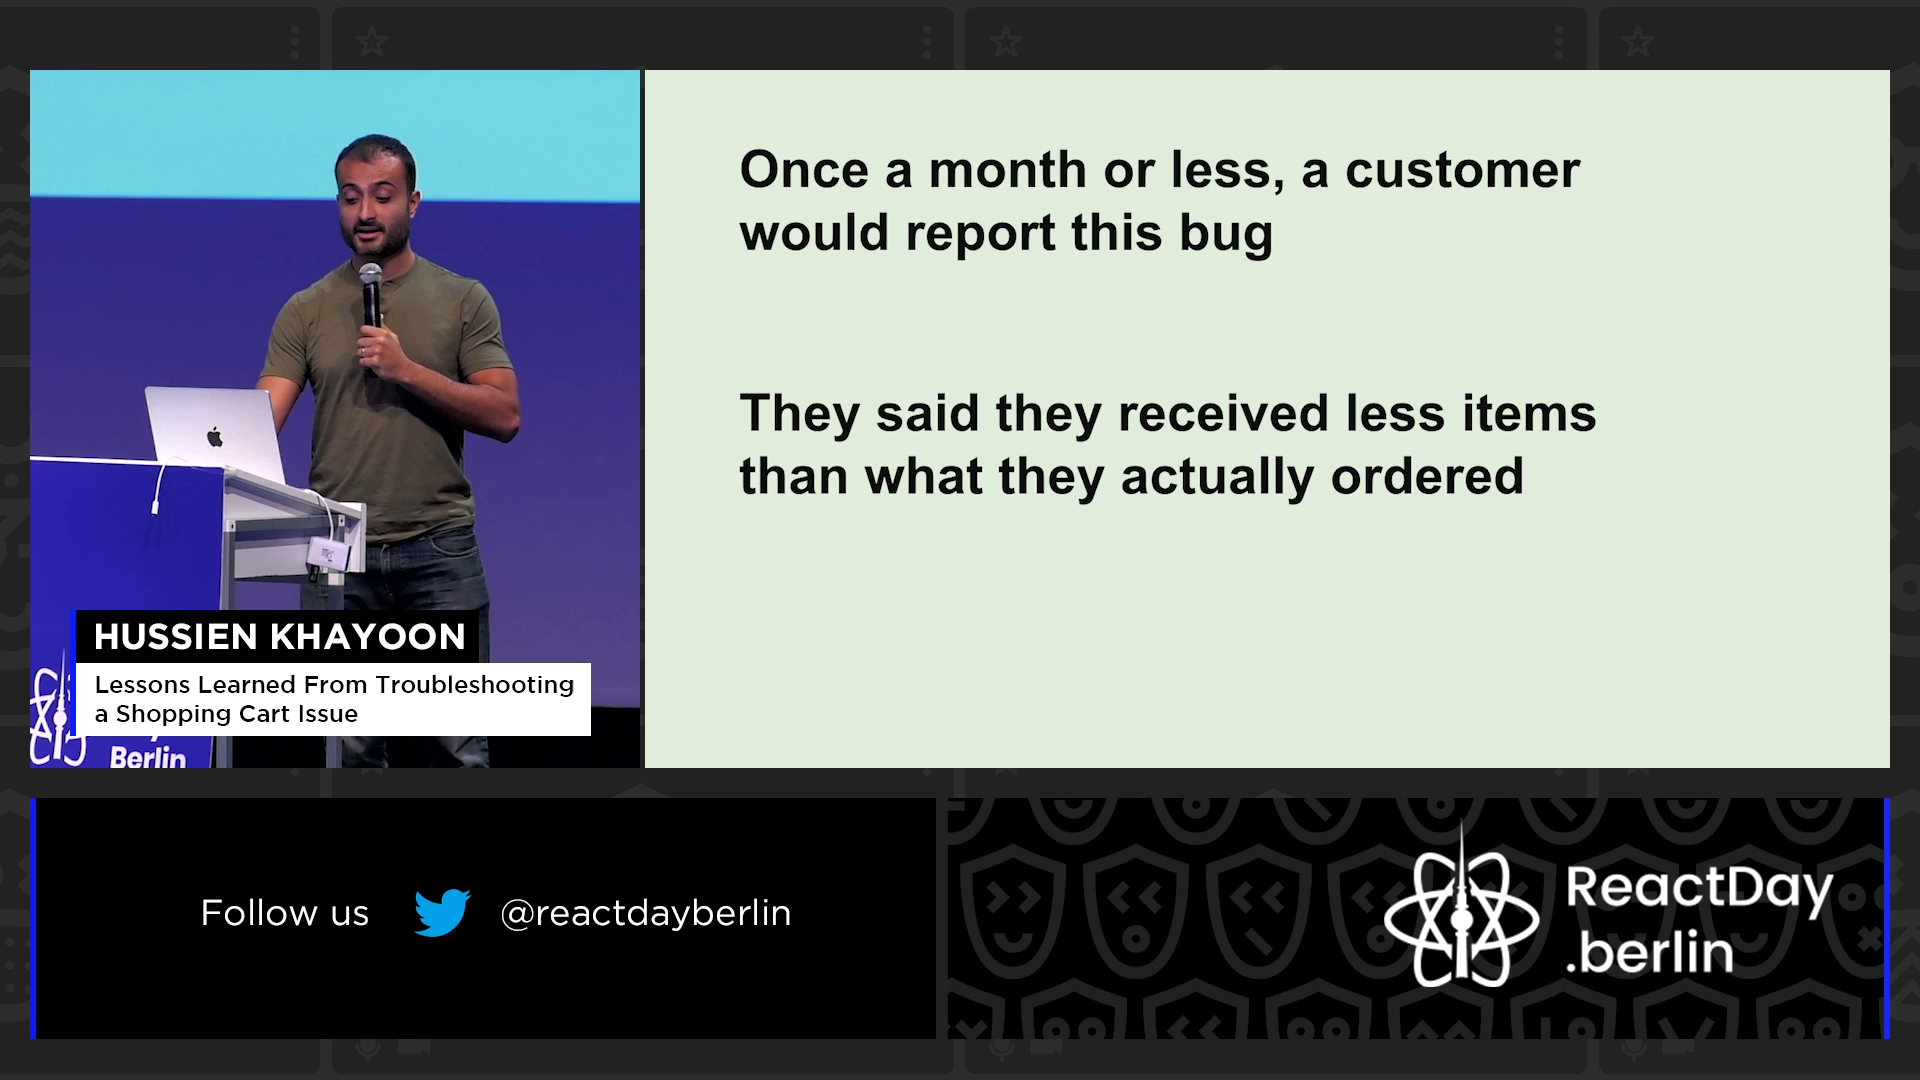 Once a month or less, a customer
would report this bug
They said they received less items
than what they actually ordered
HUSSIEN KHAYOON
Lessons Learned From Troubleshooting
a Shopping Cart Issue
Berlin
Follow us
@reactdayberlin
ReactDay
.berlin